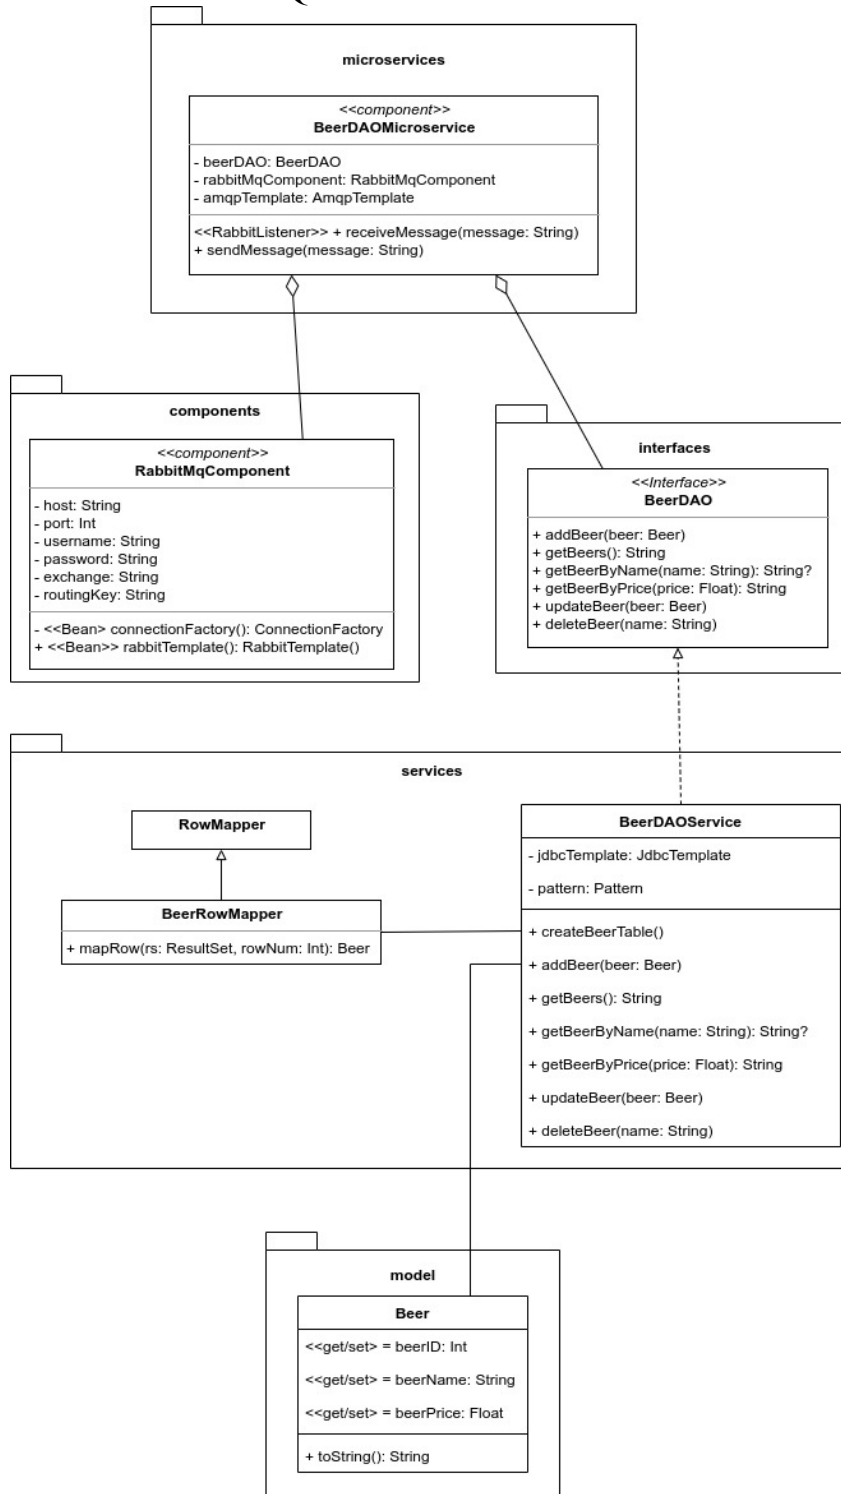 microservices
<<component>>
BeerDAOMicroservice
- beerDAO: BeerDAO
- rabbitMqComponent: RabbitMqComponent
- amqpTemplate: AmqpTemplate
<<RabbitListener>> + receiveMessage(message: String)
+ sendMessage(message: String)
components
<<component>>
RabbitMqComponent
- host: String
- port: Int
- username: String
- password: String
- exchange: String
- routingKey: String
- <<Bean> connectionFactory(): ConnectionFactory
+ <<Bean>> rabbitTemplate(): RabbitTemplate()
interfaces
<<Interface>>
BeerDAO
+ addBeer(beer: Beer)
+ getBeers(): String
+ getBeerByName(name: String): String?
+ getBeerByPrice(price: Float): String
+ updateBeer(beer: Beer)
+ deleteBeer(name: String)
services
RowMapper
BeerRowMapper
+ mapRow(rs: ResultSet, rowNum: Int): Beer
BeerDAOService
- jdbcTemplate: JdbcTemplate
- pattern: Pattern
+ createBeerTable()
+ addBeer(beer: Beer)
+ getBeers(): String
+ getBeerByName(name: String): String?
+ getBeerByPrice(price: Float): String
+ updateBeer(beer: Beer)
+ deleteBeer(name: String)
model
Beer
<<get/set> = beerID: Int
<<get/set> = beerName: String
<<get/set> = beerPrice: Float
+ toString(): String